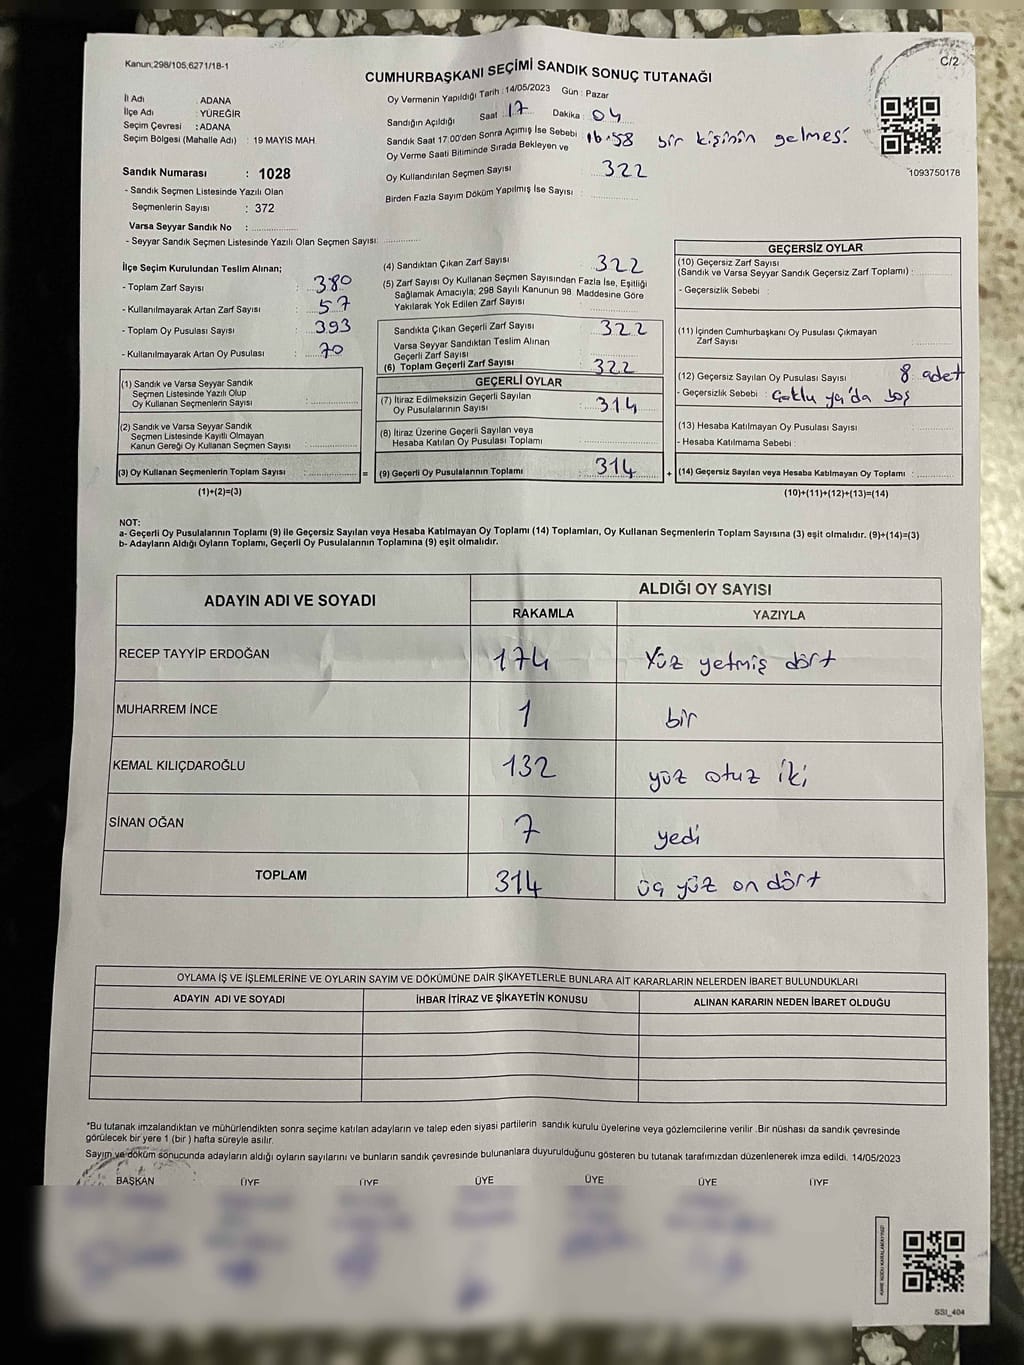 Kanun:298/105,6271/18-1
C/2
CUMHURBAŞKANI SEÇİMİ SANDIK SONUÇ TUTANAĞI
İl Adı : ADANA
İlçe Adı : YÜREĞİR
Seçim Çevresi : ADANA
Seçim Bölgesi (Mahalle Adı) : 19 MAYIS MAH
Sandık Numarası : 1028
- Sandık Seçmen Listesinde Yazılı Olan
Seçmenlerin Sayısı : 372
Varsa Seyyar Sandık No :
- Seyyar Sandık Seçmen Listesinde Yazılı Olan Seçmen Sayısı:
Oy Vermenin Yapıldığı Tarih : 14/05/2023 Gün : Pazar
Sandığın Açıldığı Saat 17 Dakika 04
Sandık Saat 17:00'den Sonra Açımış İse Sebebi 16.58 bir kişinin gelmesi
Oy Verme Saati Bitiminde Sırada Bekleyen ve
Oy Kullandırılan Seçmen Sayısı 322
Birden Fazla Sayım Döküm Yapılmış İse Sayısı :
1093750178
İlçe Seçim Kurulundan Teslim Alınan;
- Toplam Zarf Sayısı : 380
- Kullanılmayarak Artan Zarf Sayısı : 57
- Toplam Oy Pusulası Sayısı : 393
- Kullanılmayarak Artan Oy Pusulası : 70
(1) Sandık ve Varsa Seyyar Sandık
Seçmen Listesinde Yazılı Olup
Oy Kullanan Seçmenlerin Sayısı :
(2) Sandık ve Varsa Seyyar Sandık
Seçmen Listesinde Kayıtlı Olmayan
Kanun Gereği Oy Kullanan Seçmen Sayısı :
(3) Oy Kullanan Seçmenlerin Toplam Sayısı : =
(1)+(2)=(3)
(4) Sandıktan Çıkan Zarf Sayısı : 322
(5) Zarf Sayısı Oy Kullanan Seçmen Sayısından Fazla İse, Eşitliği
Sağlamak Amacıyla; 298 Sayılı Kanunun 98. Maddesine Göre
Yakılarak Yok Edilen Zarf Sayısı :
Sandıkta Çıkan Geçerli Zarf Sayısı : 322
Varsa Seyyar Sandıktan Teslim Alınan
Geçerli Zarf Sayısı
(6) Toplam Geçerli Zarf Sayısı : 322
GEÇERLİ OYLAR
(7) İtiraz Edilmeksizin Geçerli Sayılan
Oy Pusulalarının Sayısı : 314
(8) İtiraz Üzerine Geçerli Sayılan veya
Hesaba Katılan Oy Pusulası Toplamı :
(9) Geçerli Oy Pusulalarının Toplamı : 314 +
GEÇERSİZ OYLAR
(10) Geçersiz Zarf Sayısı
(Sandık ve Varsa Seyyar Sandık Geçersiz Zarf Toplamı) :
- Geçersizlik Sebebi :
(11) İçinden Cumhurbaşkanı Oy Pusulası Çıkmayan
Zarf Sayısı :
(12) Geçersiz Sayılan Oy Pusulası Sayısı : 8 adet
- Geçersizlik Sebebi : Çoklu ya'da boş
(13) Hesaba Katılmayan Oy Pusulası Sayısı :
- Hesaba Katılmama Sebebi :
(14) Geçersiz Sayılan veya Hesaba Katılmayan Oy Toplamı :
(10)+(11)+(12)+(13)=(14)
NOT:
a- Geçerli Oy Pusulalarının Toplamı (9) ile Geçersiz Sayılan veya Hesaba Katılmayan Oy Toplamı (14) Toplamları, Oy Kullanan Seçmenlerin Toplam Sayısına (3) eşit olmalıdır. (9)+(14)=(3)
b- Adayların Aldığı Oyların Toplamı, Geçerli Oy Pusulalarının Toplamına (9) eşit olmalıdır.
ADAYIN ADI VE SOYADI ALDIĞI OY SAYISI
RAKAMLA YAZIYLA
RECEP TAYYİP ERDOĞAN 174 Yüz yetmiş dört
MUHARREM İNCE 1 bir
KEMAL KILIÇDAROĞLU 132 yüz otuz iki
SİNAN OĞAN 7 yedi
TOPLAM 314 üç yüz on dört
OYLAMA İŞ VE İŞLEMLERİNE VE OYLARIN SAYIM VE DÖKÜMÜNE DAİR ŞİKAYETLERLE BUNLARA AİT KARARLARIN NELERDEN İBARET BULUNDUKLARI
ADAYIN ADI VE SOYADI İHBAR İTİRAZ VE ŞİKAYETİN KONUSU ALINAN KARARIN NEDEN İBARET OLDUĞU
*Bu tutanak imzalandıktan ve mühürlendikten sonra seçime katılan adayların ve talep eden siyasi partilerin sandık kurulu üyelerine veya gözlemcilerine verilir .Bir nüshası da sandık çevresinde
görülecek bir yere 1 (bir ) hafta süreyle asılır.
Sayım ve döküm sonucunda adayların aldığı oyların sayılarını ve bunların sandık çevresinde bulunanlara duyurulduğunu gösteren bu tutanak tarafımızdan düzenlenerek imza edildi. 14/05/2023
BAŞKAN ÜYE ÜYE ÜYE ÜYE ÜYE ÜYE
SSI_404